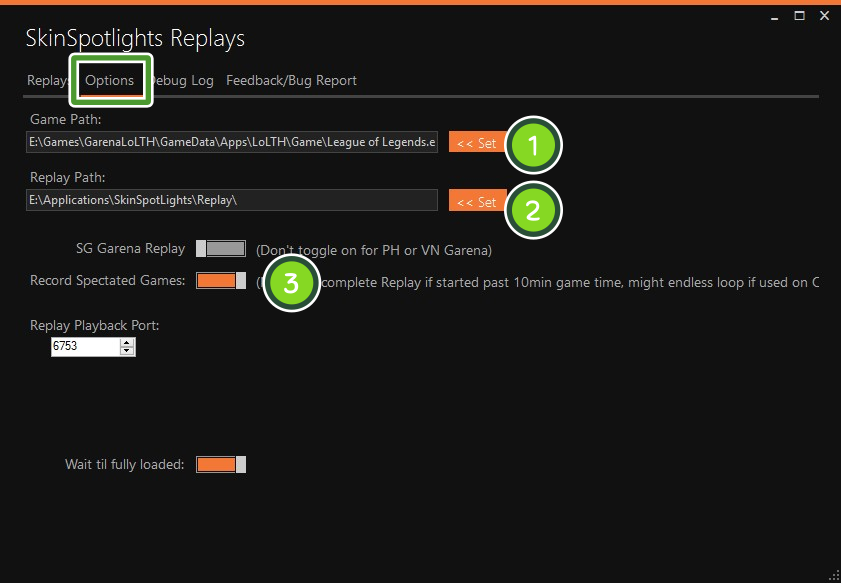 SkinSpotlights Replays
Replays Options Debug Log Feedback/Bug Report
Game Path:
E:\Games\GarenaLoLTH\GameData\Apps\LoLTH\Game\League of Legends.e << Set 1
Replay Path:
E:\Applications\SkinSpotLights\Replay\ << Set 2
SG Garena Replay (Don't toggle on for PH or VN Garena)
Record Spectated Games: 3 complete Replay if started past 10min game time, might endless loop if used on C
Replay Playback Port:
6753
Wait til fully loaded: